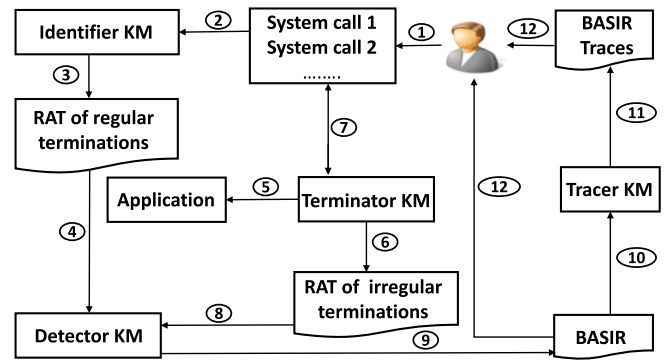 Identifier KM
2
System call 1
System call 2
........
1
12
BASIR
Traces
3
RAT of regular
terminations
7
11
4
Application
5
Terminator KM
12
Tracer KM
6
10
RAT of irregular
terminations
8
Detector KM
9
BASIR